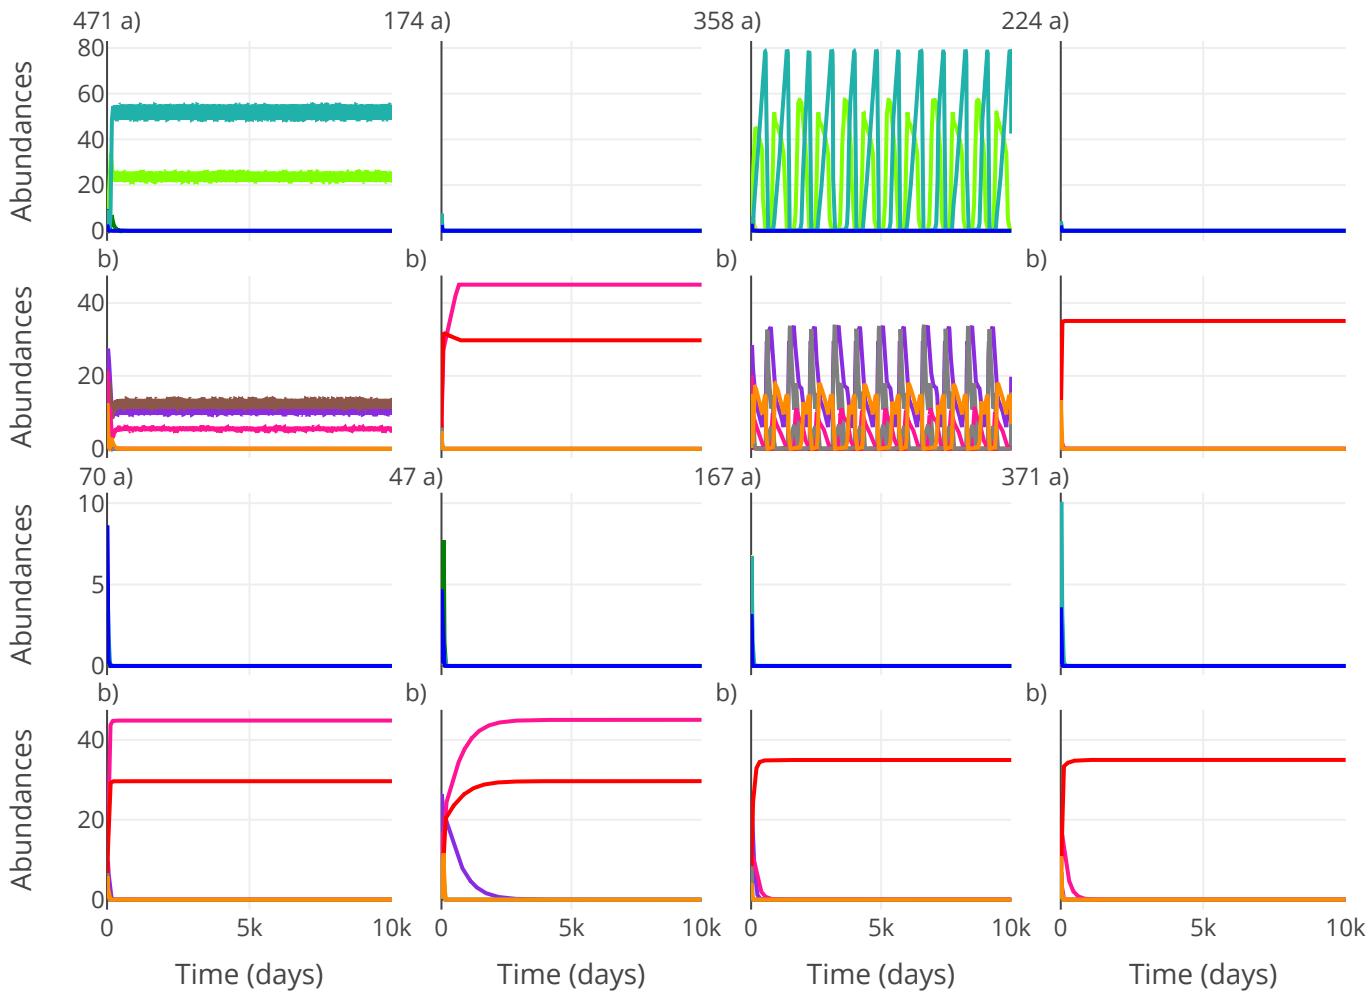 471 a) 174 a) 358 a) 224 a)
80
60
40
20
0
Abundances
b) b) b) b)
40
20
0
Abundances
70 a) 47 a) 167 a) 371 a)
10
5
0
Abundances
b) b) b) b)
40
20
0
Abundances
0 5k 10k 0 5k 10k 0 5k 10k 0 5k 10k
Time (days) Time (days) Time (days) Time (days)